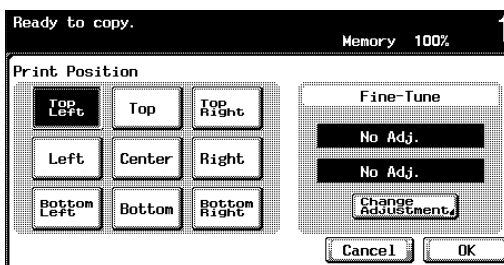 Ready to copy.
Memory 100%
Print Position
Top Left
Top
Top Right
Left
Center
Right
Bottom Left
Bottom
Bottom Right
Fine-Tune
No Adj.
No Adj.
Change Adjustment
Cancel
OK